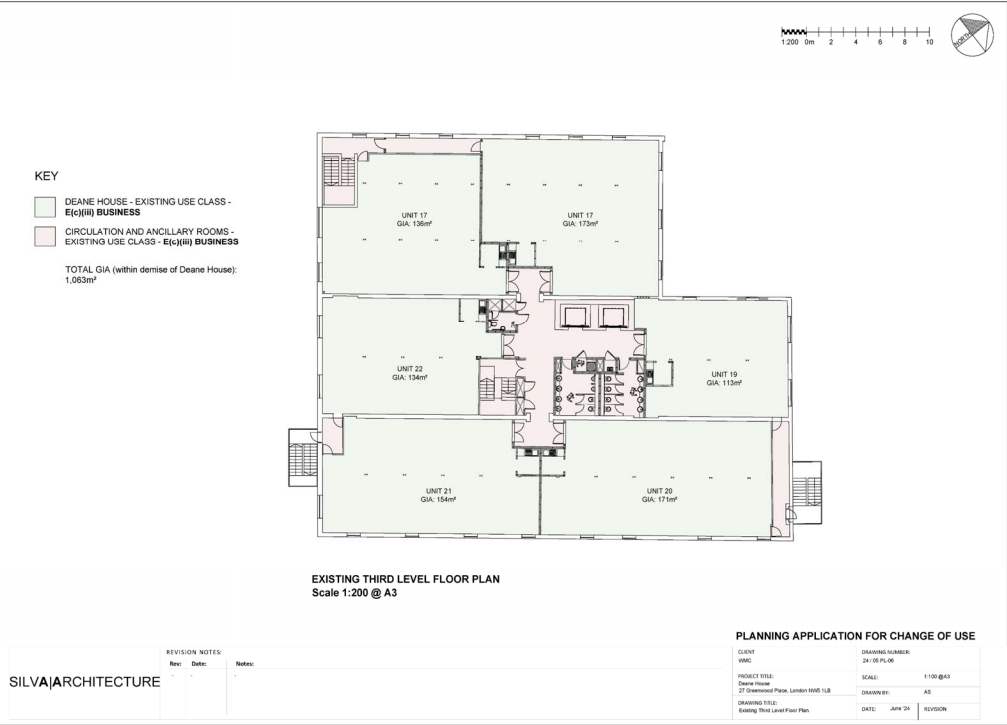 1:200 0m 2 4 6 8 10
NORTH
KEY
DEANE HOUSE - EXISTING USE CLASS -
E(c)(iii) BUSINESS
CIRCULATION AND ANCILLARY ROOMS -
EXISTING USE CLASS - E(c)(iii) BUSINESS
TOTAL GIA (within demise of Deane House):
1,063m²
UNIT 17
GIA: 136m²
UNIT 17
GIA: 173m²
UNIT 22
GIA: 134m²
UNIT 19
GIA: 113m²
UNIT 21
GIA: 154m²
UNIT 20
GIA: 171m²
EXISTING THIRD LEVEL FLOOR PLAN
Scale 1:200 @ A3
PLANNING APPLICATION FOR CHANGE OF USE
SILVA|ARCHITECTURE
REVISION NOTES:
Rev: Date: Notes:
- - -
CLIENT
WMC
DRAWING NUMBER:
24 / 05 PL-06
PROJECT TITLE:
Deane House
27 Greenwood Place, London NW5 1LB
SCALE: 1:100 @A3
DRAWN BY: AS
DRAWING TITLE:
Existing Third Level Floor Plan
DATE: June '24 REVISION